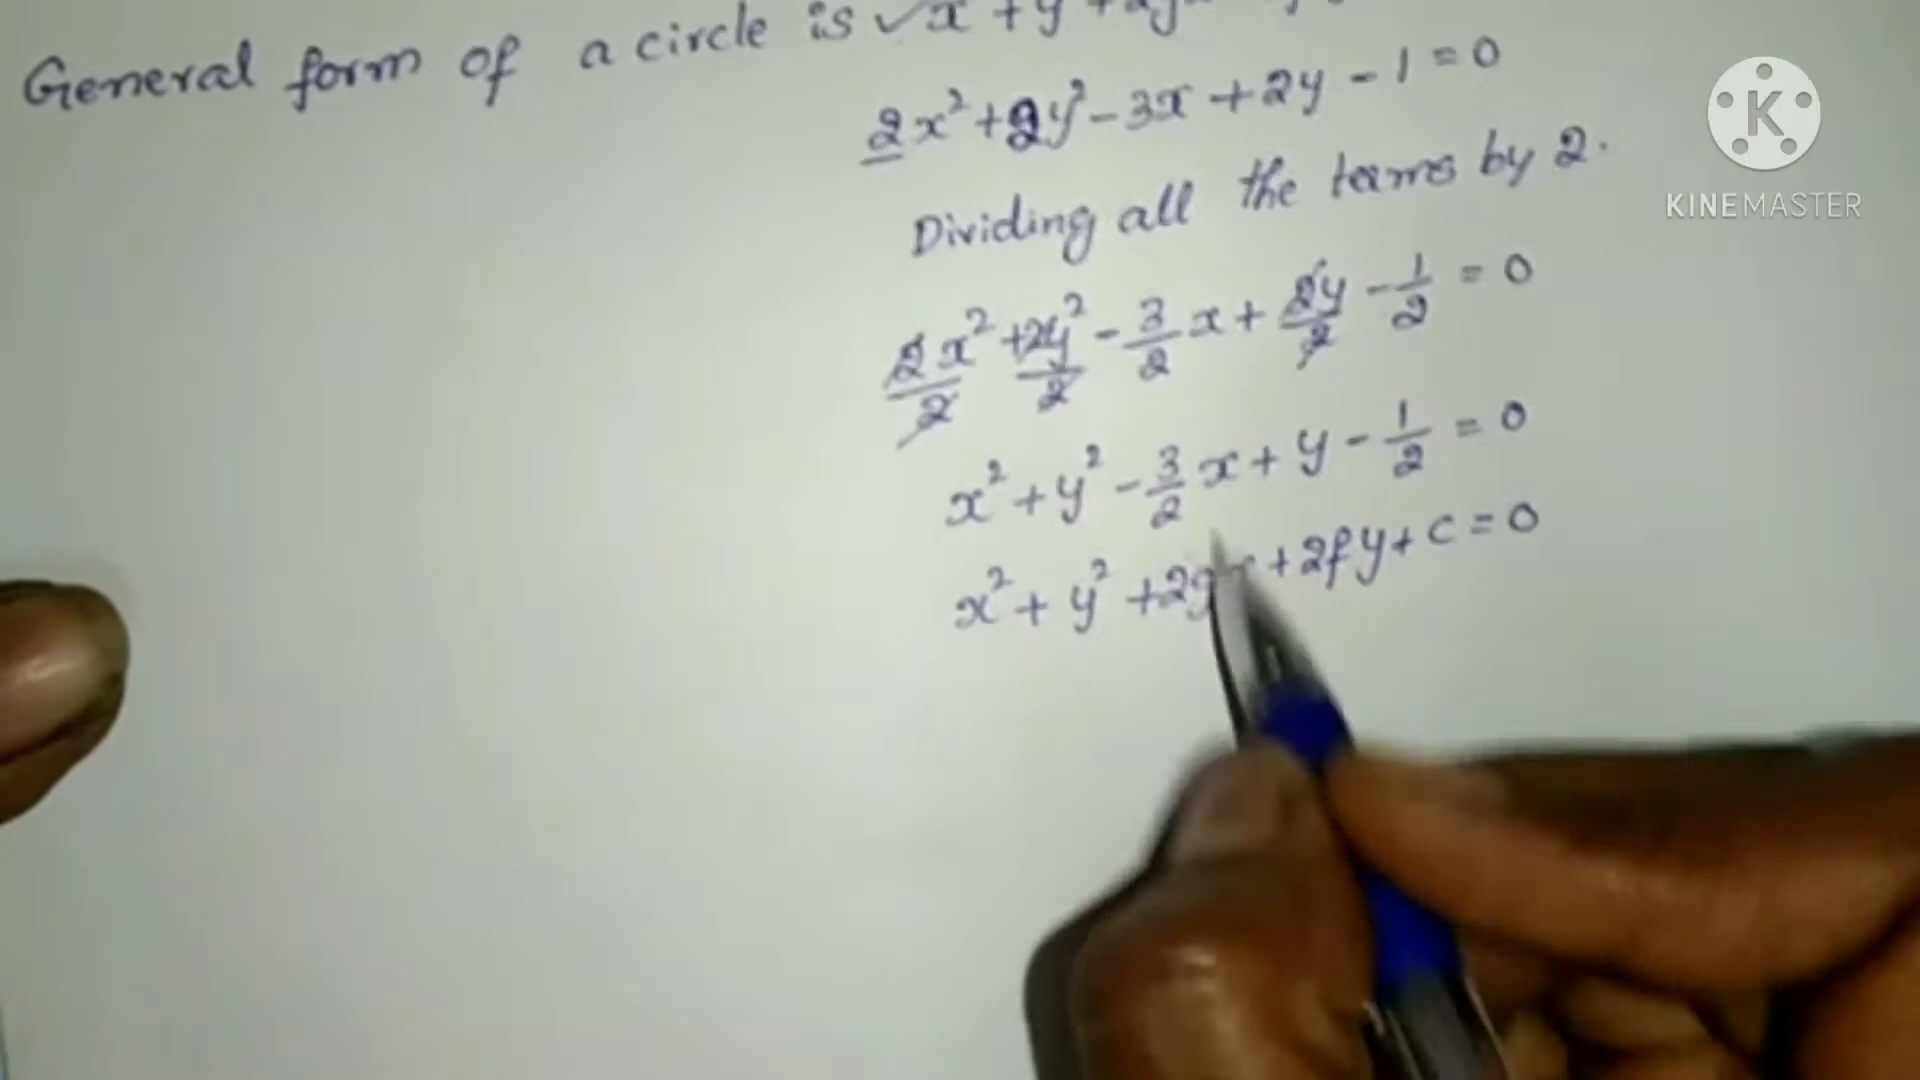 General form of a circle is ✓x + y + 2g
2x² + 2y² - 3x + 2y - 1 = 0
K
KINEMASTER
Dividing all the terms by 2.
2x²/2 + 2y²/2 - 3/2 x + 2y/2 - 1/2 = 0
x² + y² - 3/2 x + y - 1/2 = 0
x² + y² + 2gx + 2fy + c = 0